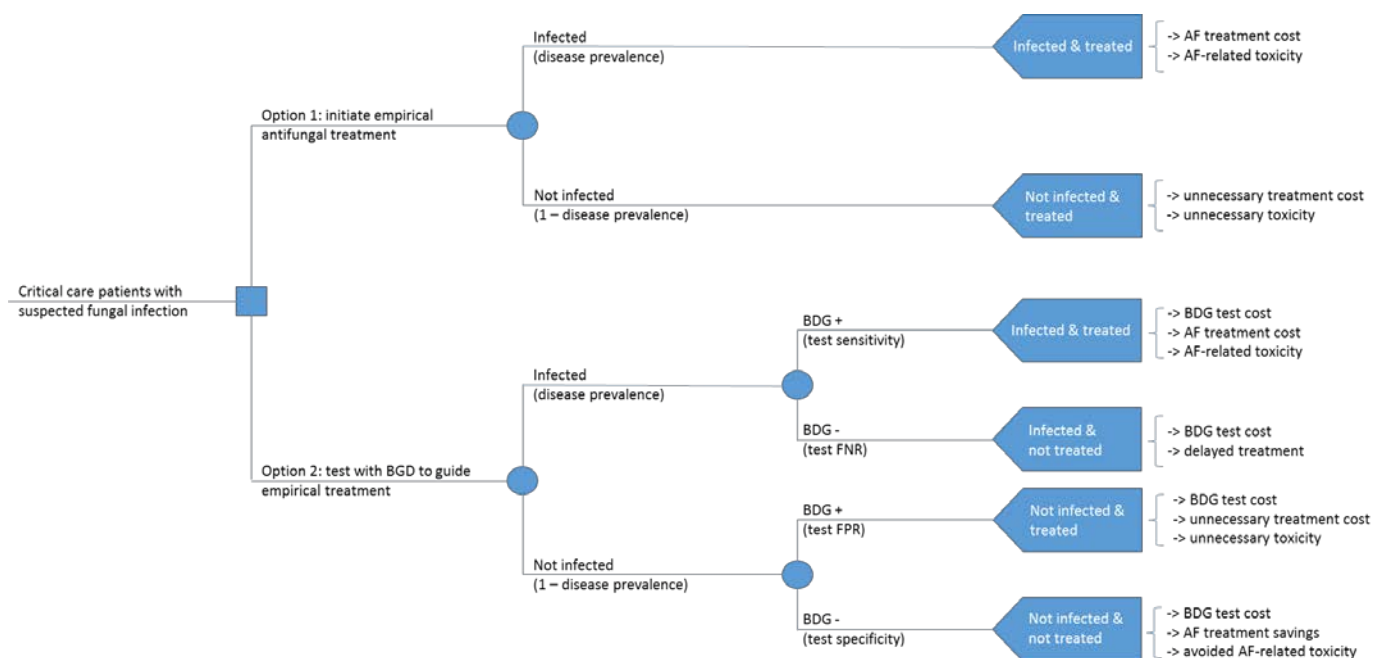 Infected
(disease prevalence)
Infected & treated
-> AF treatment cost
-> AF-related toxicity
Option 1: initiate empirical
antifungal treatment
Not infected
(1 – disease prevalence)
Not infected &
treated
-> unnecessary treatment cost
-> unnecessary toxicity
Critical care patients with
suspected fungal infection
BDG +
(test sensitivity)
Infected & treated
-> BDG test cost
-> AF treatment cost
-> AF-related toxicity
Infected
(disease prevalence)
BDG -
(test FNR)
Infected &
not treated
-> BDG test cost
-> delayed treatment
Option 2: test with BGD to guide
empirical treatment
BDG +
(test FPR)
Not infected &
treated
-> BDG test cost
-> unnecessary treatment cost
-> unnecessary toxicity
Not infected
(1 – disease prevalence)
BDG -
(test specificity)
Not infected &
not treated
-> BDG test cost
-> AF treatment savings
-> avoided AF-related toxicity